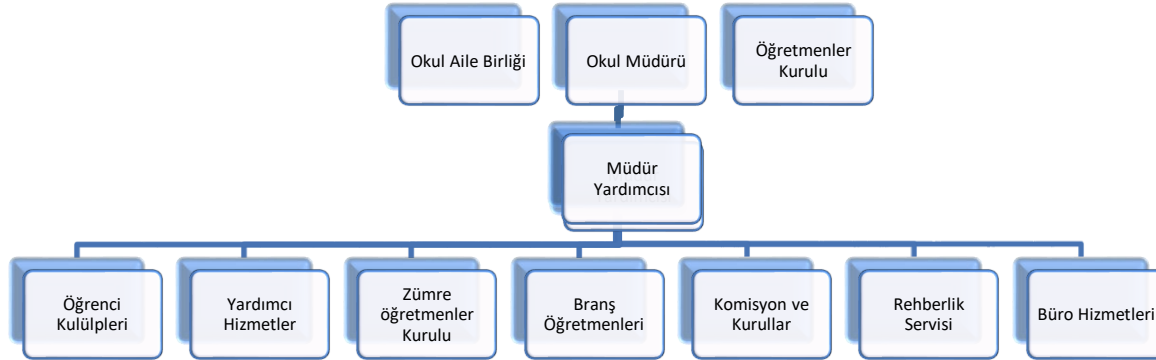 Okul Aile Birliği
Okul Müdürü
Öğretmenler
Kurulu
Müdür
Yardımcısı
Öğrenci
Kulülpleri
Yardımcı
Hizmetler
Zümre
öğretmenler
Kurulu
Branş
Öğretmenleri
Komisyon ve
Kurullar
Rehberlik
Servisi
Büro Hizmetleri